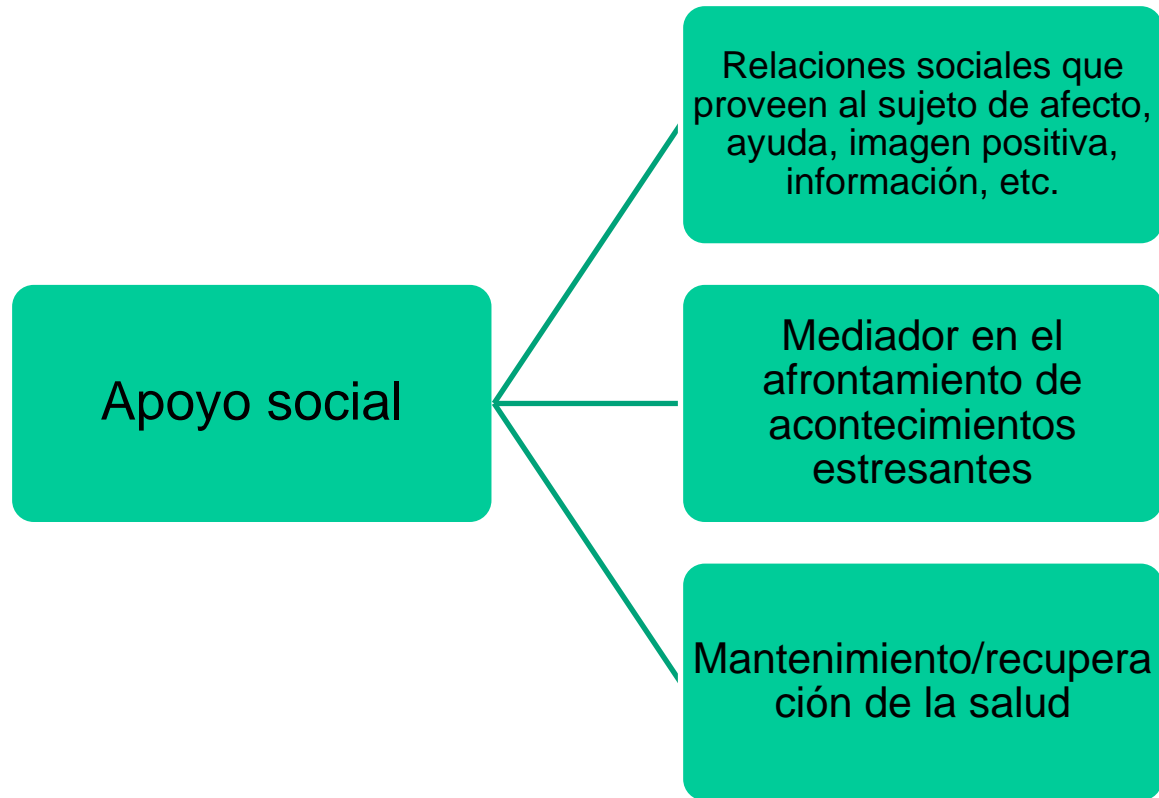 Apoyo social
Relaciones sociales que
proveen al sujeto de afecto,
ayuda, imagen positiva,
información, etc.
Mediador en el
afrontamiento de
acontecimientos
estresantes
Mantenimiento/recupera
ción de la salud